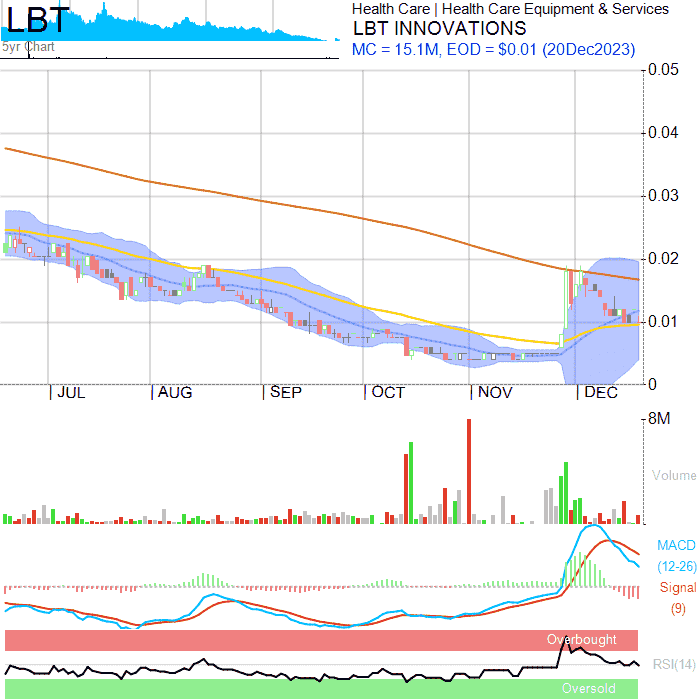 LBT
5yr Chart
Health Care | Health Care Equipment & Services
LBT INNOVATIONS
MC = 15.1M, EOD = $0.01 (20Dec2023)
0.05
0.04
0.03
0.02
0.01
0
JUL
AUG
SEP
OCT
NOV
DEC
8M
Volume
MACD
(12-26)
Signal
(9)
Overbought
RSI(14)
Oversold